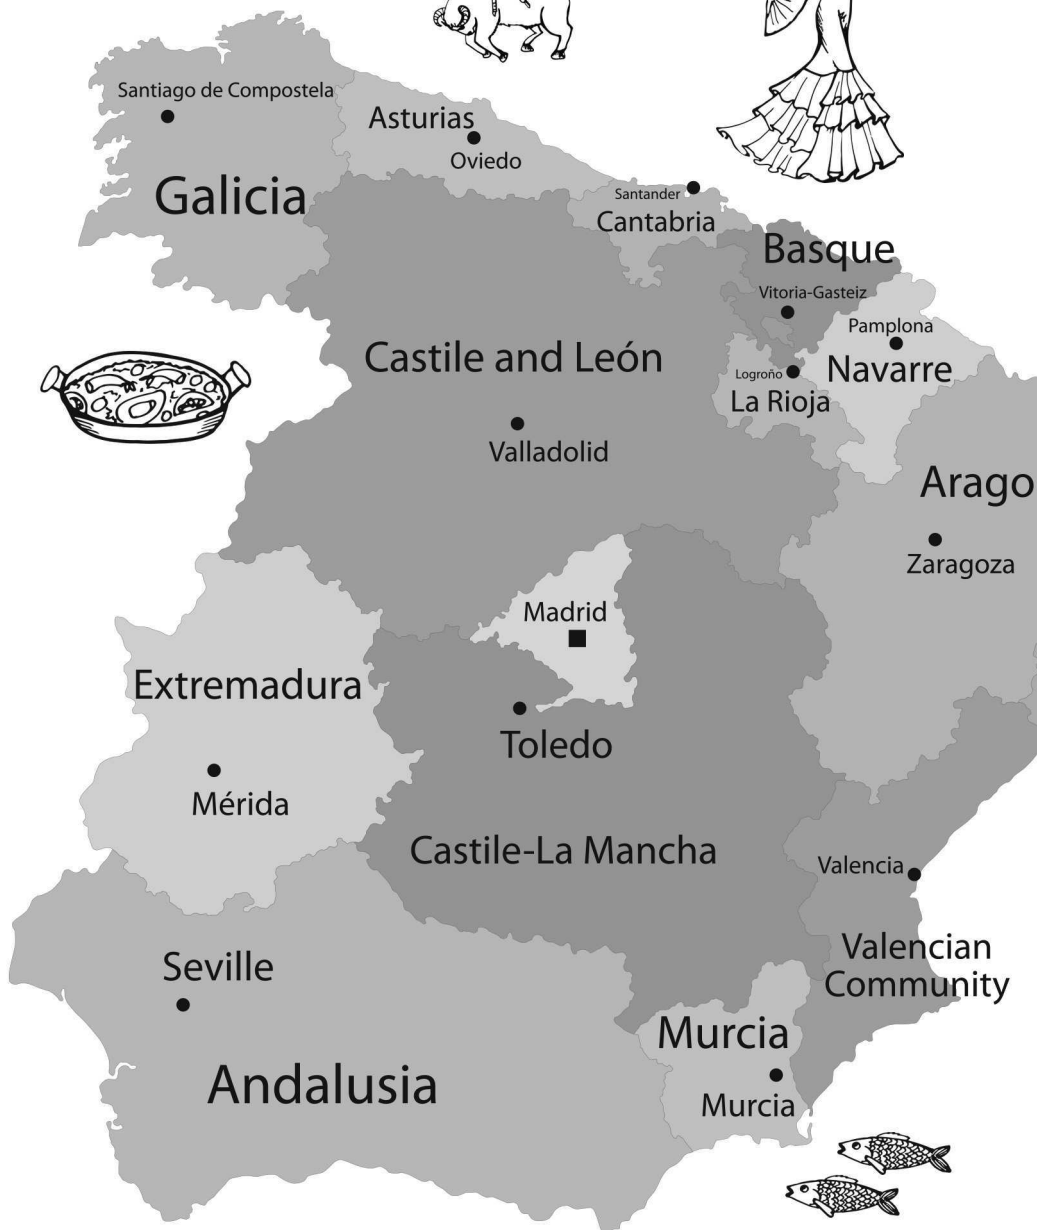 Santiago de Compostela
Asturias
Oviedo
Galicia
Santander
Cantabria
Basque
Vitoria-Gasteiz
Pamplona
Navarre
Castile and León
Logroño
La Rioja
Valladolid
Arago
Zaragoza
Madrid
Extremadura
Toledo
Mérida
Castile-La Mancha
Valencia
Valencian
Community
Seville
Murcia
Andalusia
Murcia